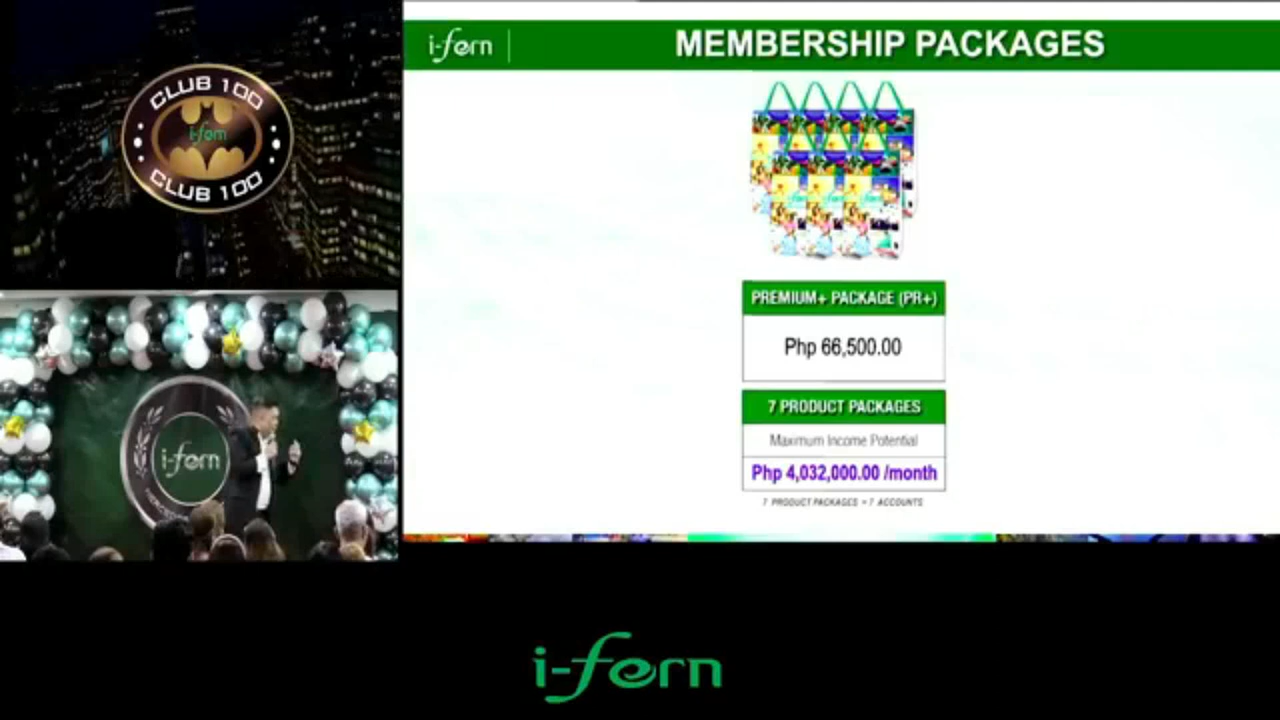 CLUB 100
i-fern
CLUB 100
i-fern
i-fern
MEMBERSHIP PACKAGES
PREMIUM+ PACKAGE (PR+)
Php 66,500.00
7 PRODUCT PACKAGES
Maximum Income Potential
Php 4,032,000.00 /month
7 PRODUCT PACKAGES = 7 ACCOUNTS
i-fern